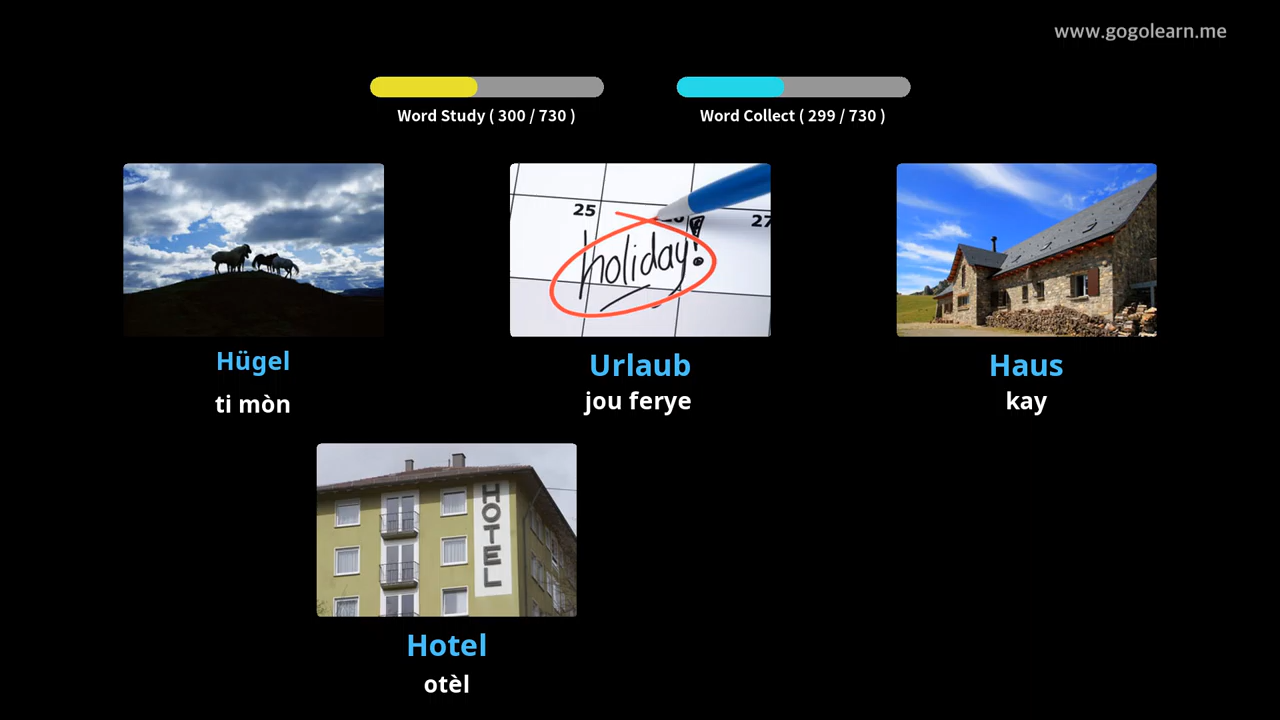 www.gogolearn.me
Word Study ( 300 / 730 )
Word Collect ( 299 / 730 )
25
27
holiday!
Hügel
Urlaub
Haus
ti mòn
jou ferye
kay
HOTEL
Hotel
otèl